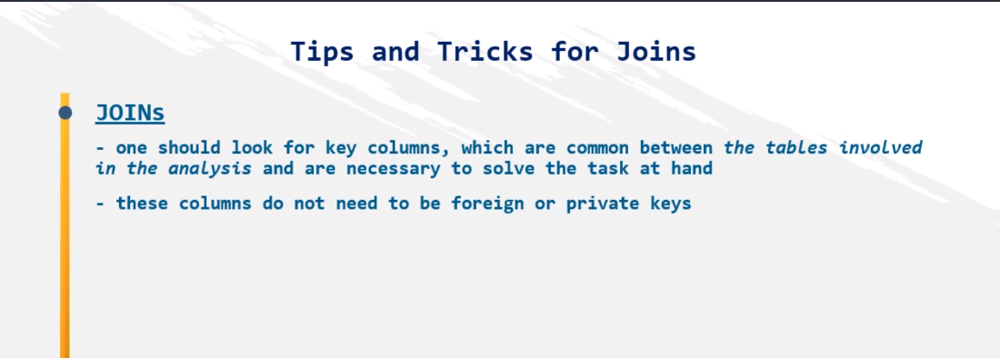 Tips and Tricks for Joins
JOINs
- one should look for key columns, which are common between the tables involved
in the analysis and are necessary to solve the task at hand
- these columns do not need to be foreign or private keys